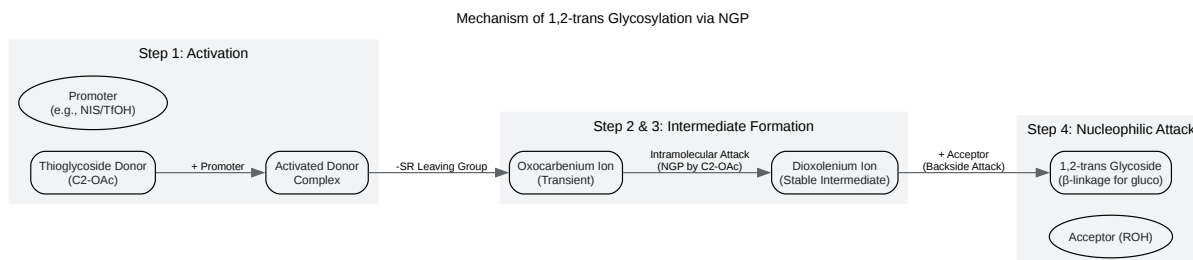 Mechanism of 1,2-trans Glycosylation via NGP
Step 1: Activation
Promoter
(e.g., NIS/TfOH)
Thioglycoside Donor
(C2-OAc)
+ Promoter
Activated Donor
Complex
-SR Leaving Group
Step 2 & 3: Intermediate Formation
Oxocarbenium Ion
(Transient)
Intramolecular Attack
(NGP by C2-OAc)
Dioxolenium Ion
(Stable Intermediate)
+ Acceptor
(Backside Attack)
Step 4: Nucleophilic Attack
1,2-trans Glycoside
(β-linkage for gluco)
Acceptor (ROH)